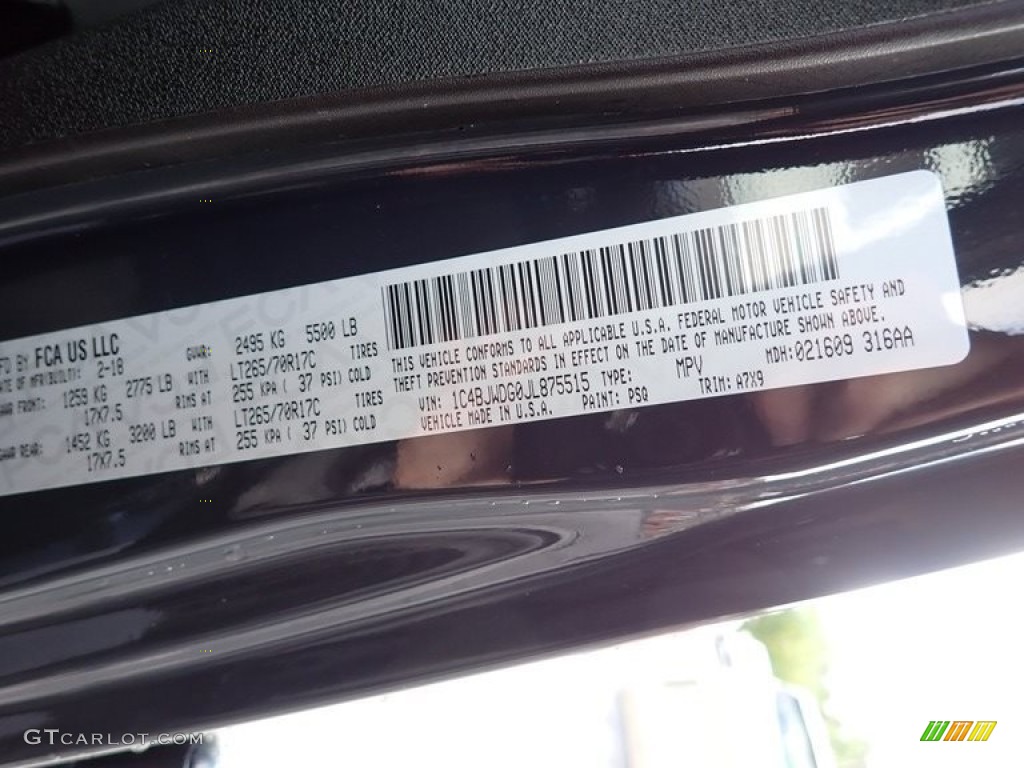 FCA US LLC
DATE OF MFR/BUILT: 2-18 GVWR: 2495 KG 5500 LB
FRONT: 1259 KG 2775 LB WITH LT265/70R17C TIRES
17X7.5 RIMS AT 255 KPA ( 37 PSI) COLD
REAR: 1452 KG 3200 LB WITH LT265/70R17C TIRES
17X7.5 RIMS AT 255 KPA ( 37 PSI) COLD
THIS VEHICLE CONFORMS TO ALL APPLICABLE U.S.A. FEDERAL MOTOR VEHICLE SAFETY AND
THEFT PREVENTION STANDARDS IN EFFECT ON THE DATE OF MANUFACTURE SHOWN ABOVE.
VIN: 1C4BJWDG0JL875515 TYPE: MPV MDH:021609 316AA
VEHICLE MADE IN U.S.A. PAINT: PSQ TRIM: A7X9
GTCARLOT.COM